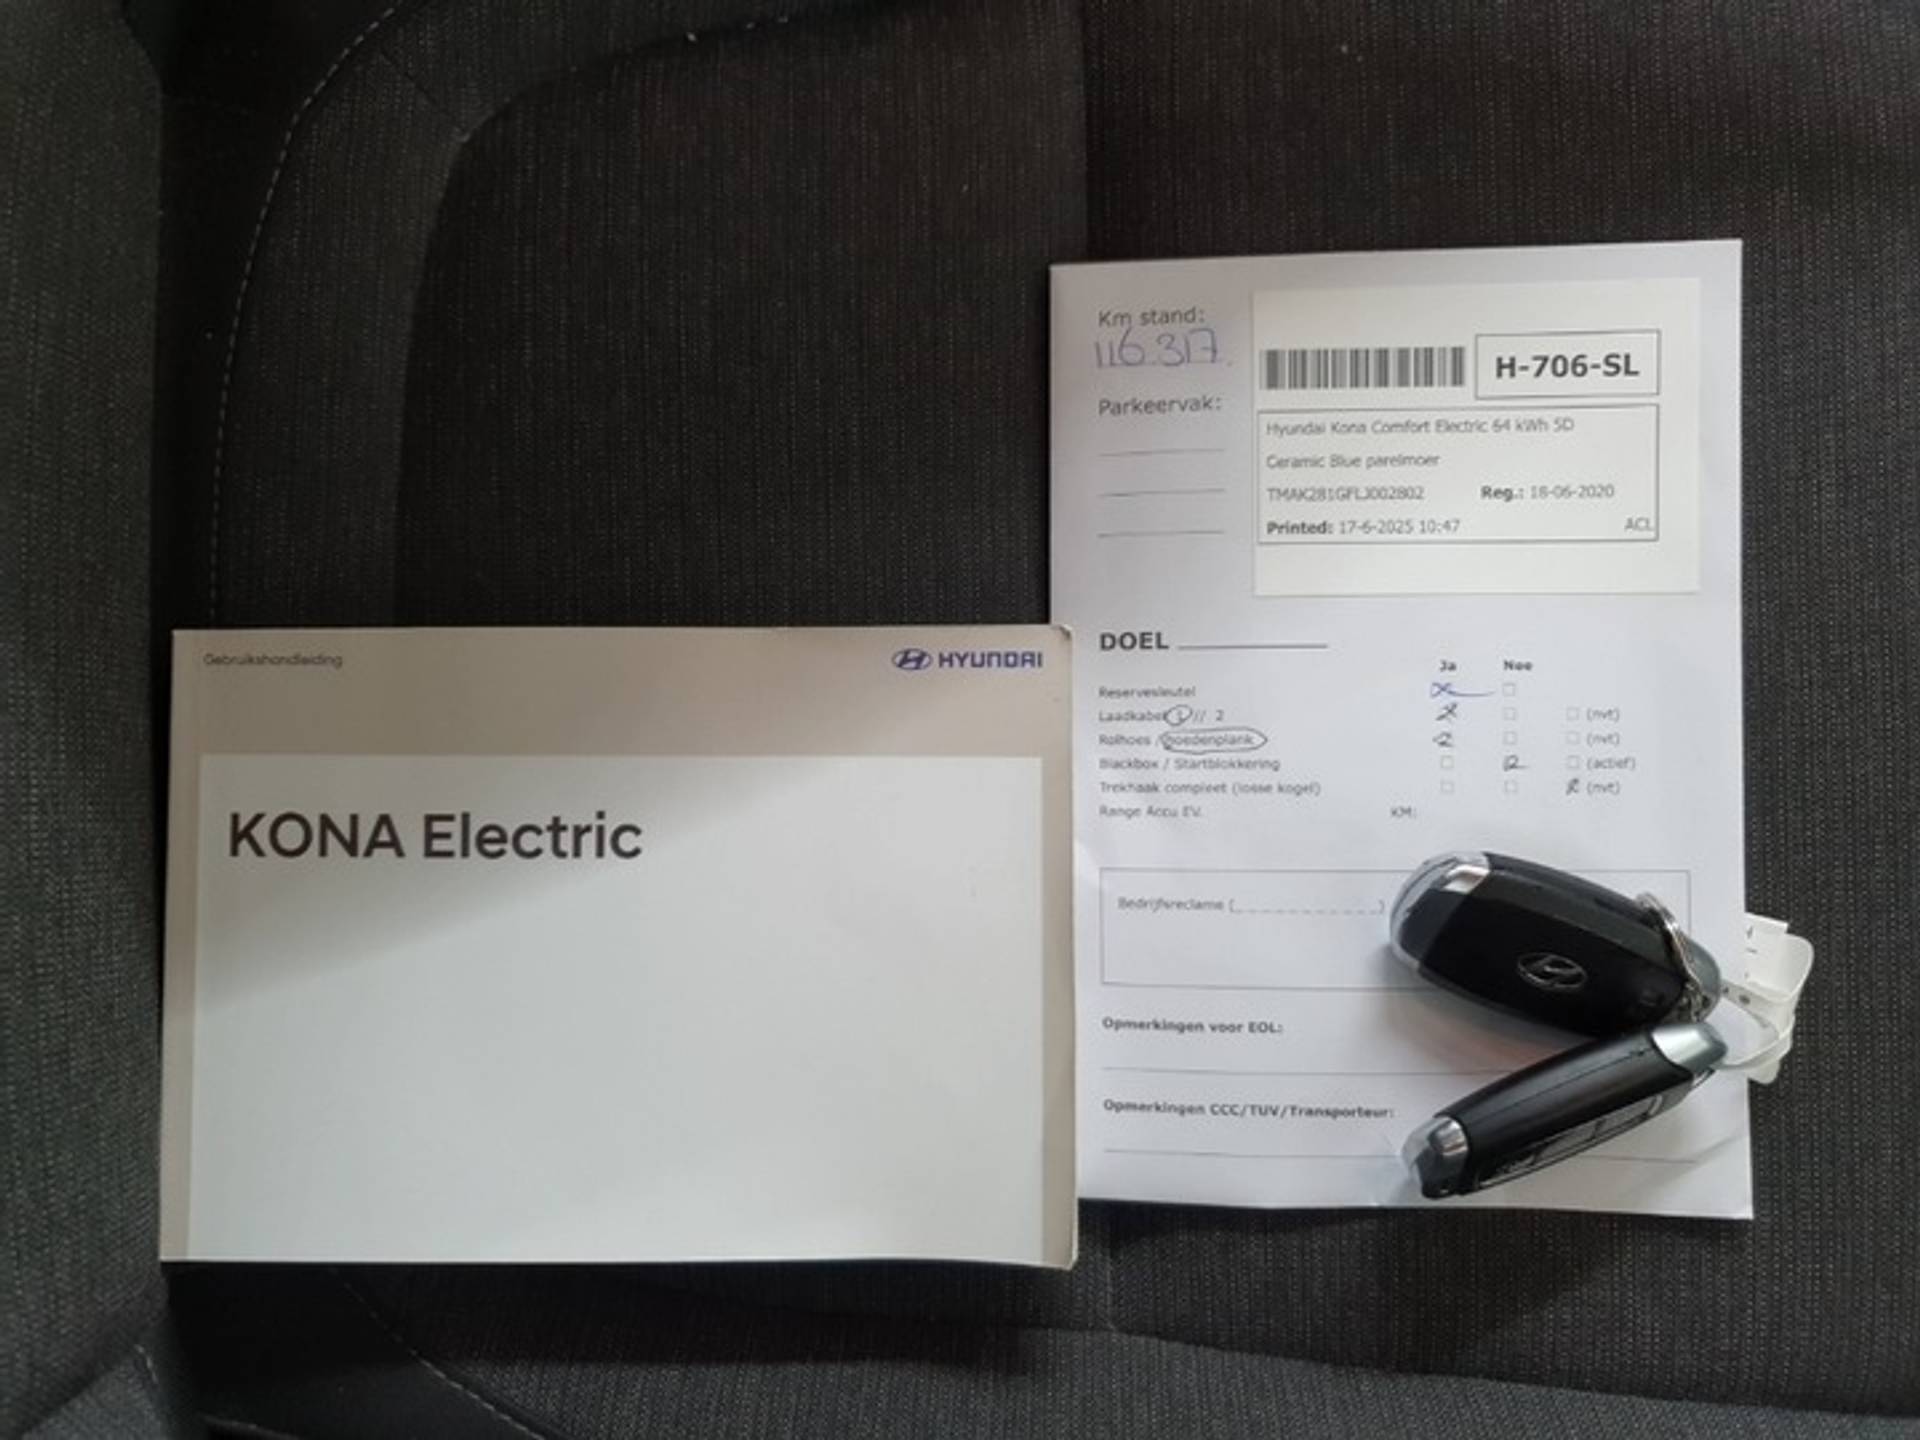 Gebruikshandleiding
HYUNDAI
KONA Electric
Km stand:
116.317
Parkeervak:
H-706-SL
Hyundai Kona Comfort Electric 64 kWh 5D
Ceramic Blue parelmoer
TMAK281GFLJ002802 Reg.: 18-06-2020
Printed: 17-6-2025 10:47 ACL
DOEL
Ja Nee
Reservesleutel
Laadkabel 1 // 2 (nvt)
Rolhoes / hoedenplank (nvt)
Blackbox / Startblokkering (actief)
Trekhaak compleet (losse kogel) (nvt)
Range Accu EV. KM:
Bedrijfsreclame (_ _ _ _ _ _ _ _ _ _ _ _)
Opmerkingen voor EOL:
Opmerkingen CCC/TUV/Transporteur: